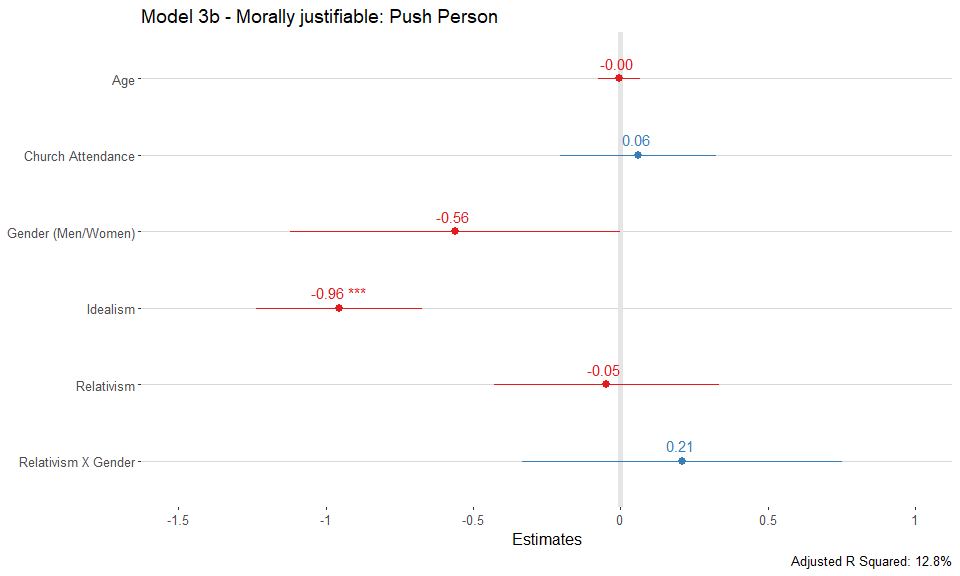 Model 3b - Morally justifiable: Push Person
-0.00
Age
0.06
Church Attendance
-0.56
Gender (Men/Women)
-0.96 ***
Idealism
-0.05
Relativism
0.21
Relativism X Gender
-1.5 -1 -0.5 0 0.5 1
Estimates
Adjusted R Squared: 12.8%